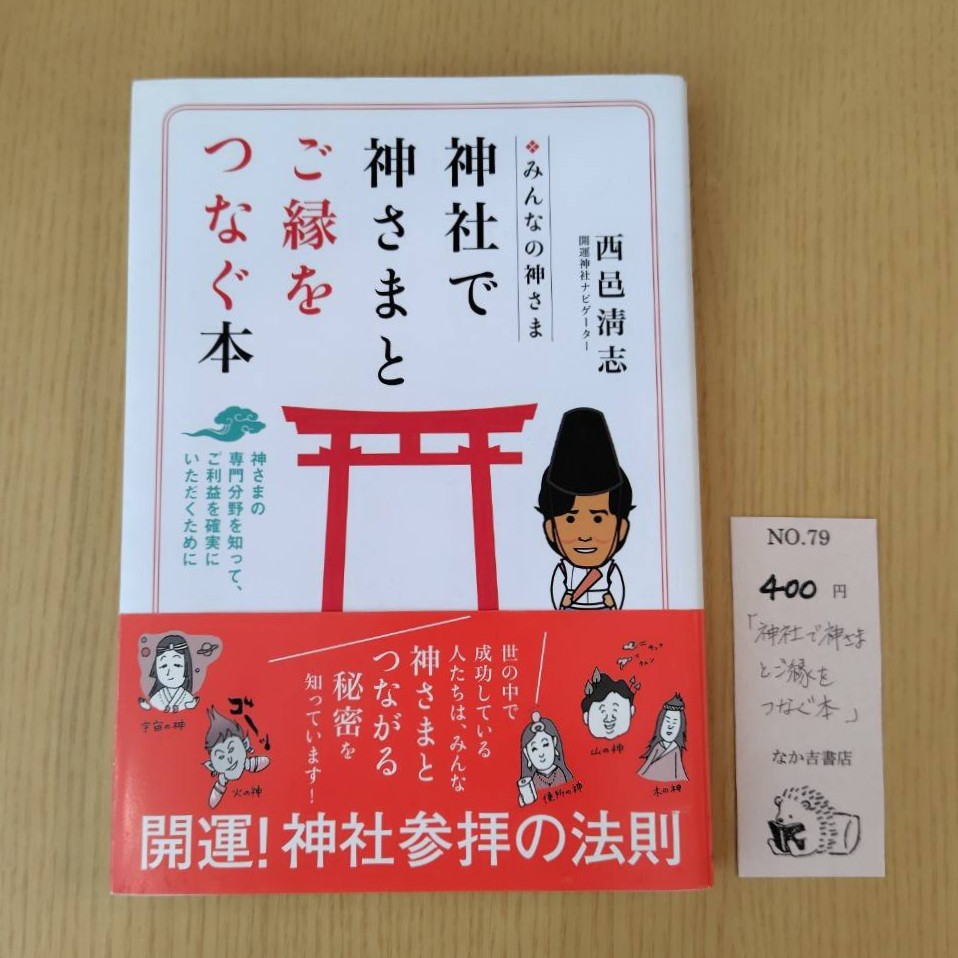 西邑清志
開運神社ナビゲーター
みんなの神さま
神社で
神さまと
ご縁を
つなぐ本
神さまの
専門分野を知って、
ご利益を確実に
いただくために
世の中で
成功している
人たちは、みんな
神さまと
つながる
秘密を
知っています!
宇宙の神
ゴーッ
火の神
便所の神
山の神
木の神
開運!神社参拝の法則
NO.79
400 円
「神社で神さま
とご縁を
つなぐ本」
なか吉書店